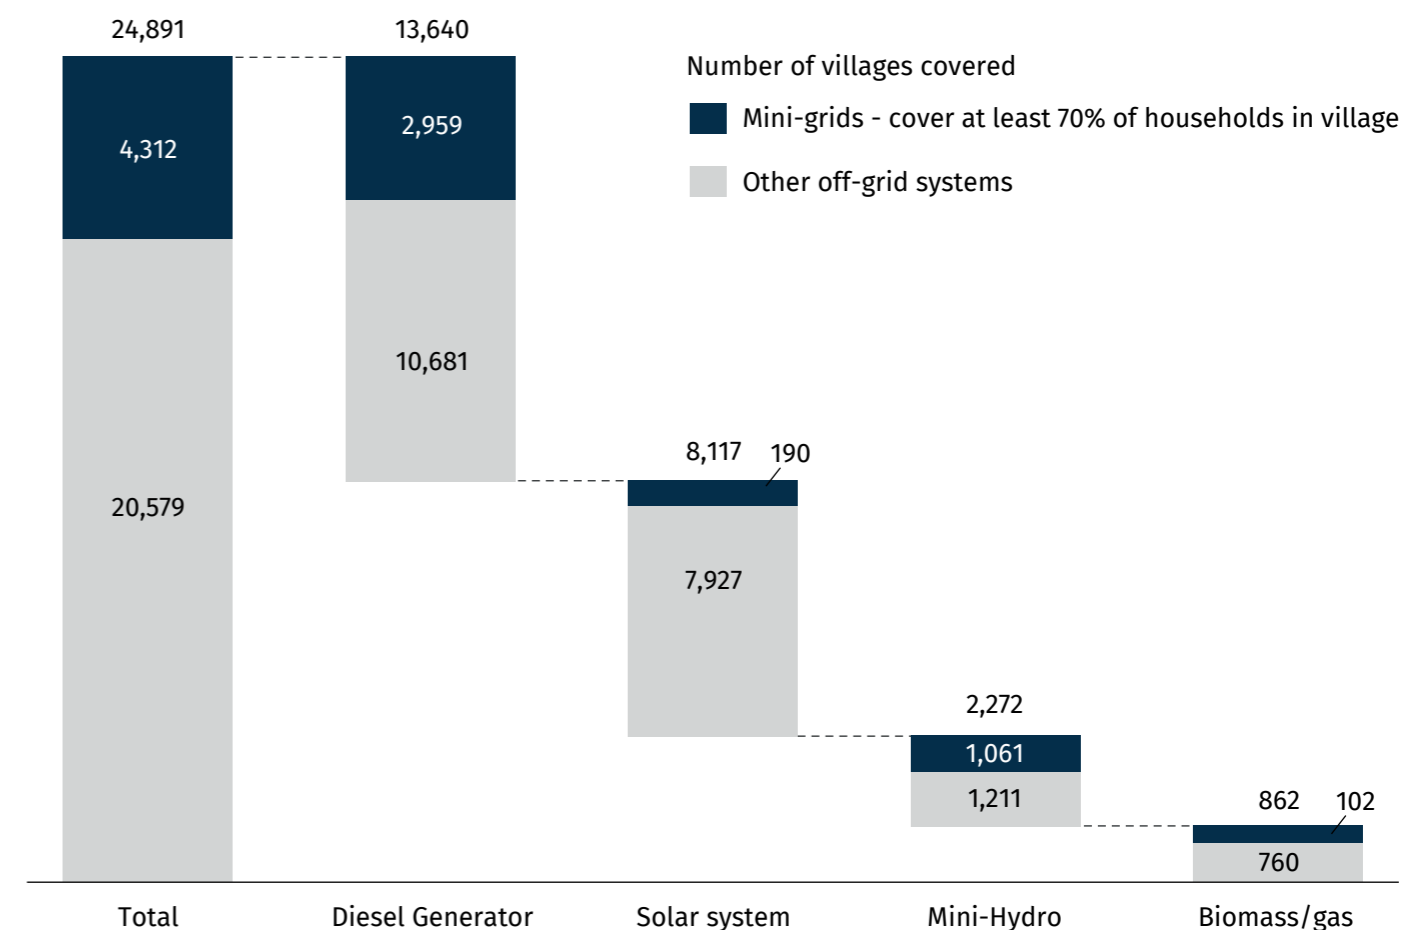 24,891
13,640
Number of villages covered
Mini-grids - cover at least 70% of households in village
Other off-grid systems
4,312
2,959
10,681
20,579
8,117
190
7,927
2,272
1,061
1,211
862
102
760
Total
Diesel Generator
Solar system
Mini-Hydro
Biomass/gas